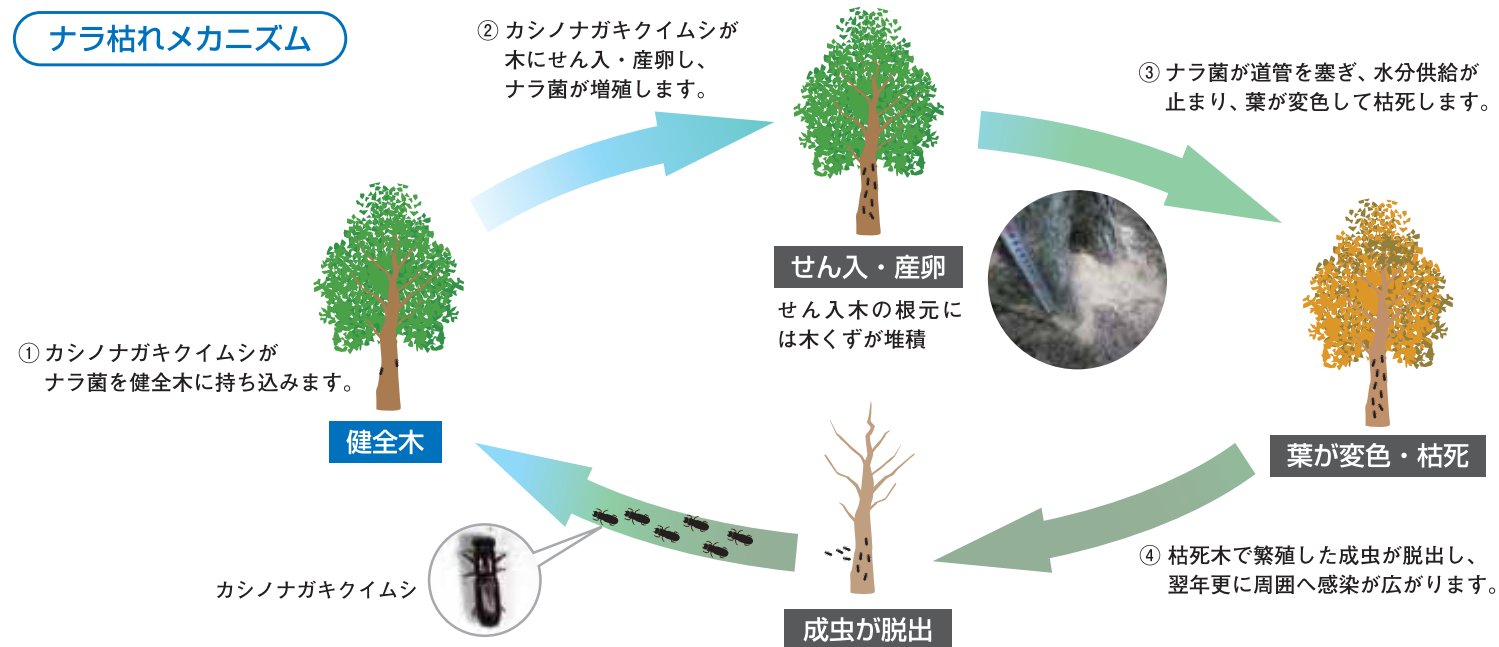 ナラ枯れメカニズム
① カシノナガキクイムシが
ナラ菌を健全木に持ち込みます。
健全木
② カシノナガキクイムシが
木にせん入・産卵し、
ナラ菌が増殖します。
せん入・産卵
せん入木の根元に
は木くずが堆積
③ ナラ菌が道管を塞ぎ、水分供給が
止まり、葉が変色して枯死します。
葉が変色・枯死
④ 枯死木で繁殖した成虫が脱出し、
翌年更に周囲へ感染が広がります。
成虫が脱出
カシノナガキクイムシ